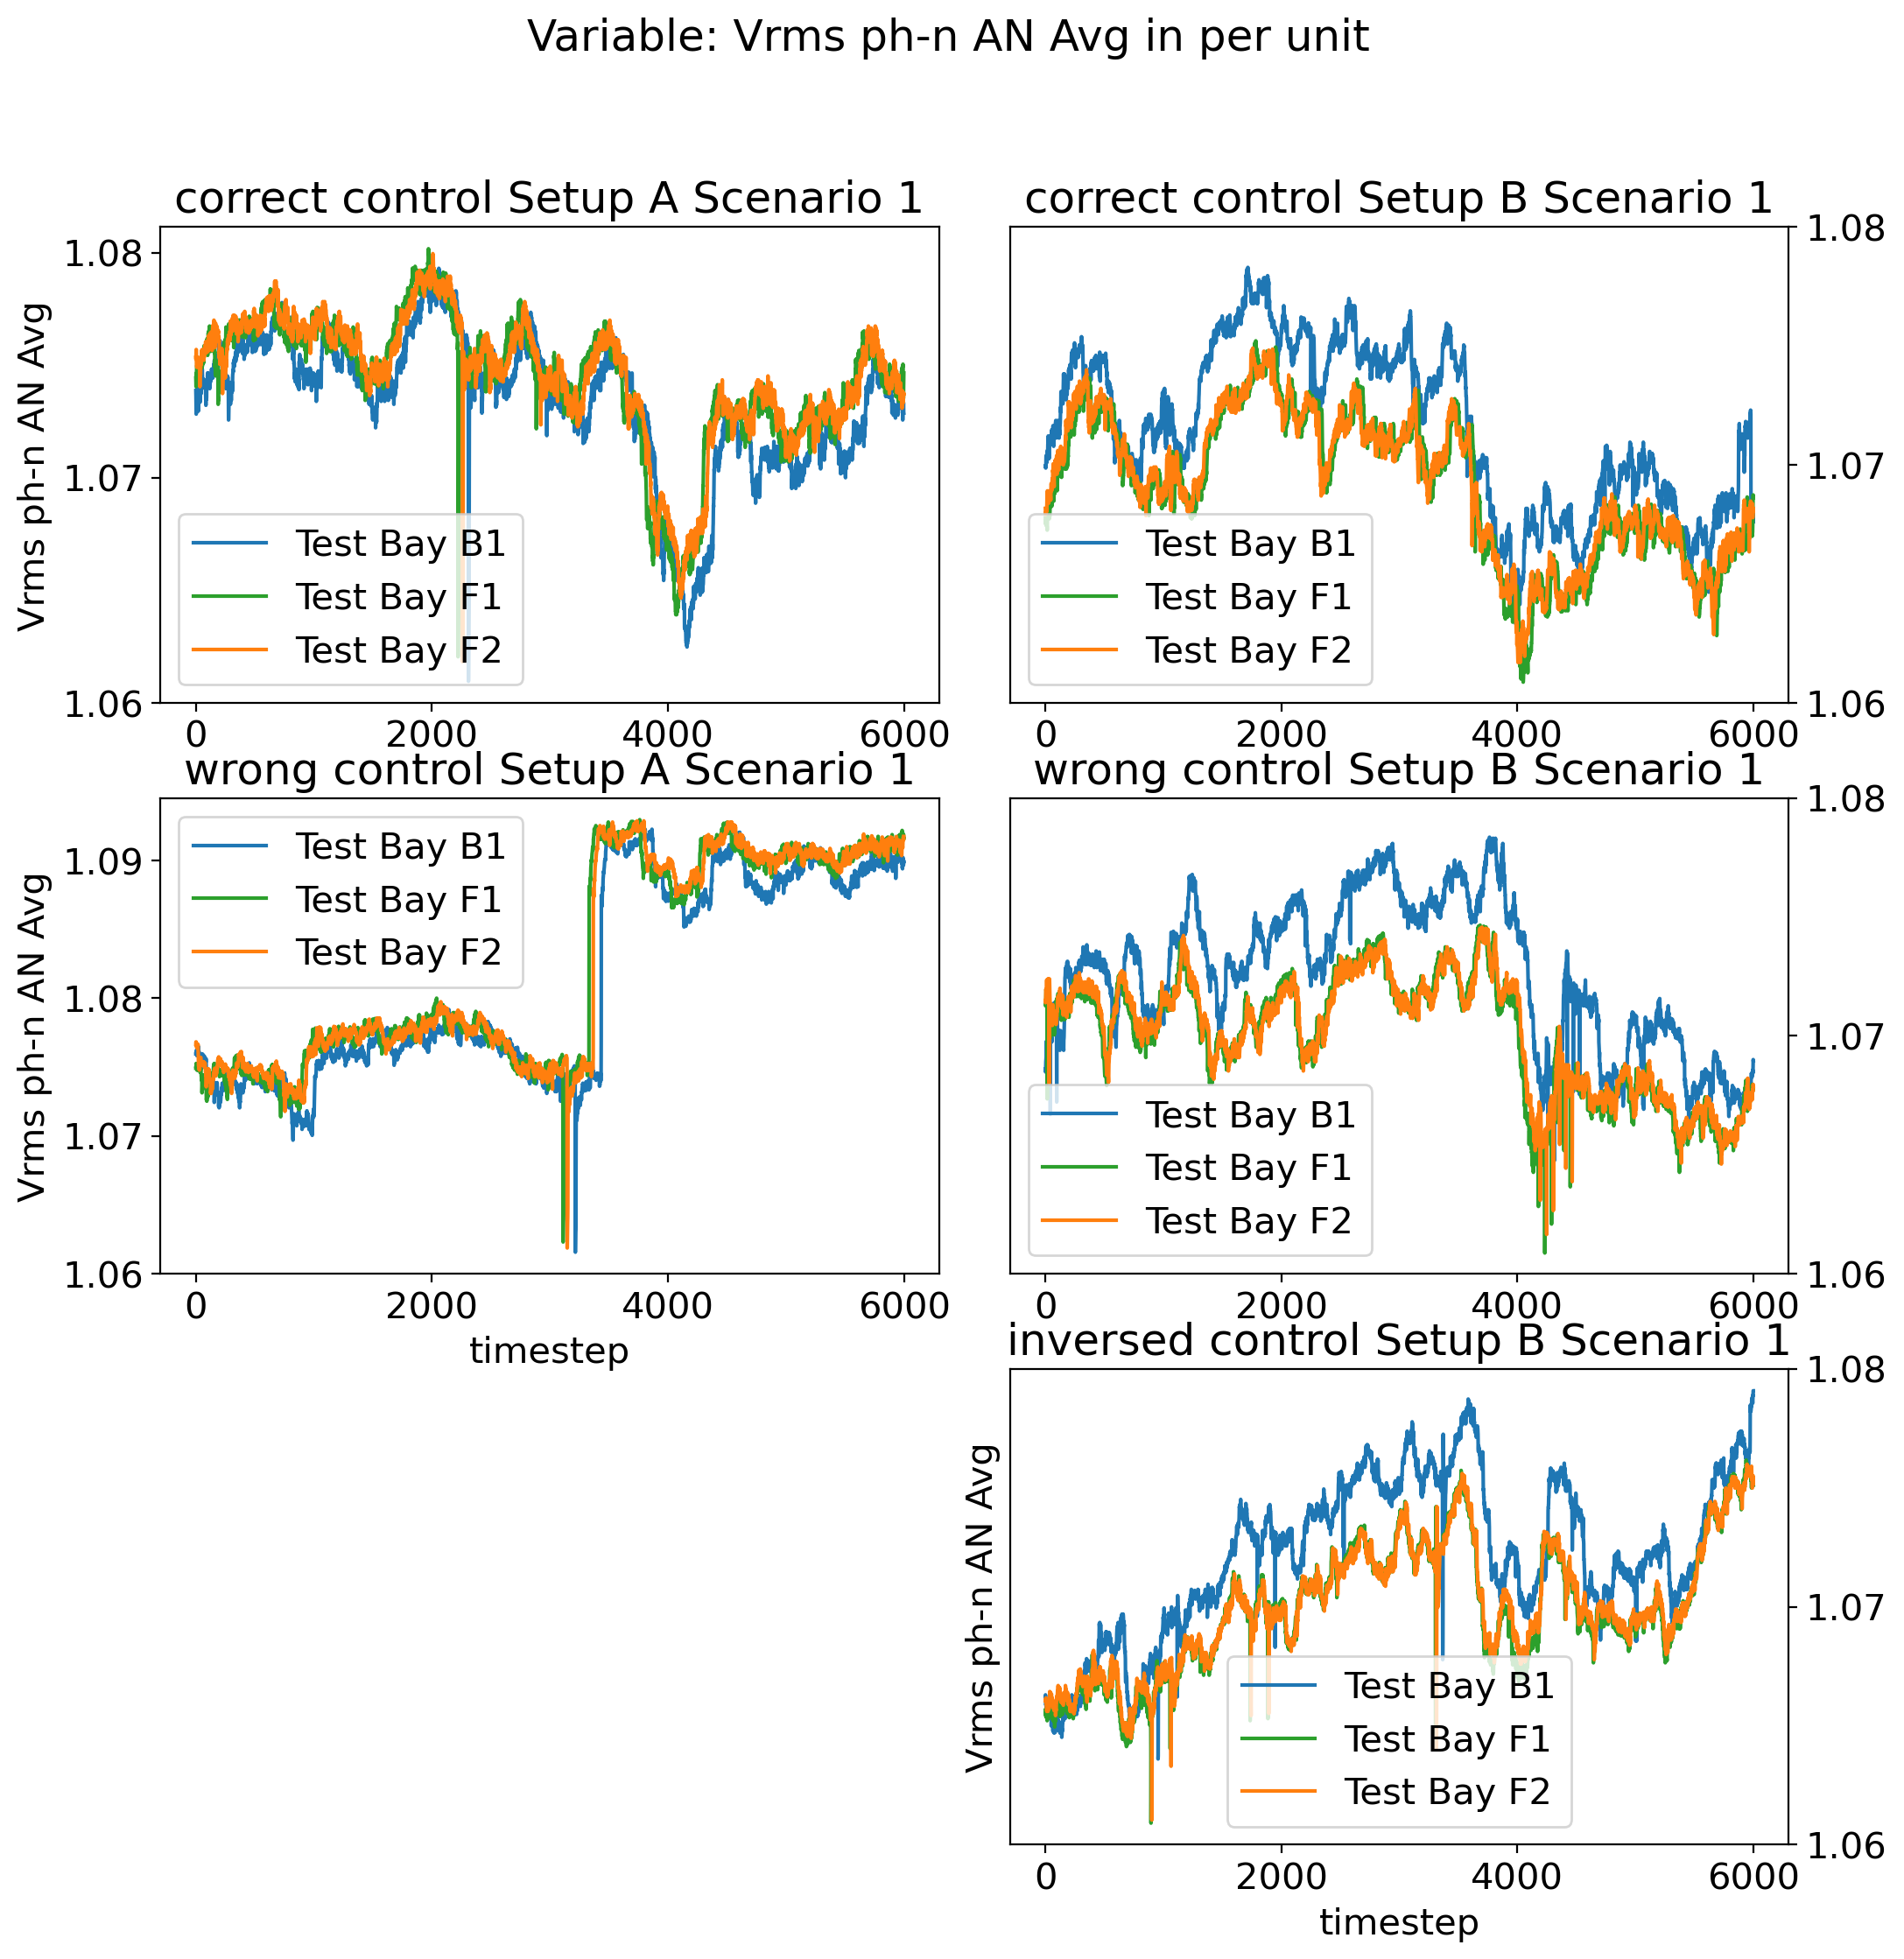 Variable: Vrms ph-n AN Avg in per unit
correct control Setup A Scenario 1
correct control Setup B Scenario 1
Vrms ph-n AN Avg
1.08
1.07
1.06
0
2000
4000
6000
Test Bay B1
Test Bay F1
Test Bay F2
1.08
1.07
1.06
0
2000
4000
6000
Test Bay B1
Test Bay F1
Test Bay F2
wrong control Setup A Scenario 1
wrong control Setup B Scenario 1
Vrms ph-n AN Avg
1.09
1.08
1.07
1.06
0
2000
4000
6000
timestep
Test Bay B1
Test Bay F1
Test Bay F2
1.08
1.07
1.06
0
2000
4000
6000
Test Bay B1
Test Bay F1
Test Bay F2
inversed control Setup B Scenario 1
Vrms ph-n AN Avg
1.08
1.07
1.06
Test Bay B1
Test Bay F1
Test Bay F2
0
2000
4000
6000
timestep